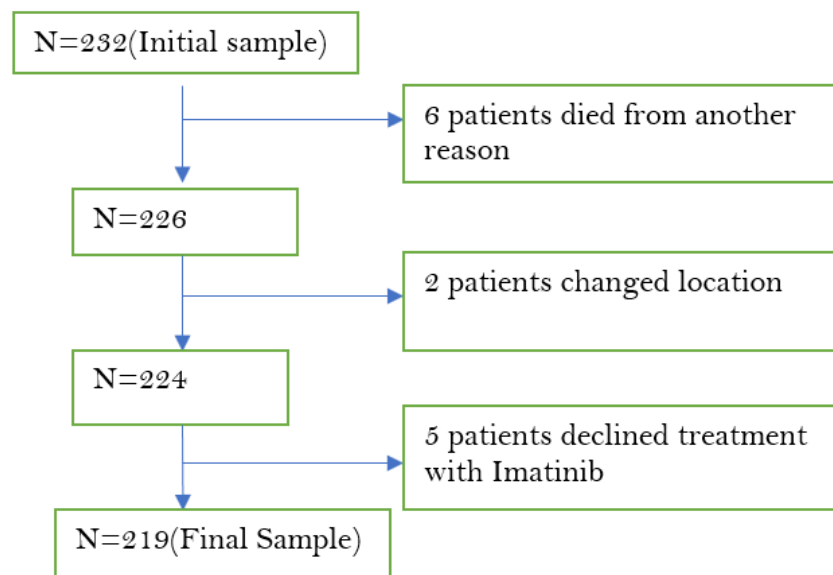 N=232(Initial sample)
6 patients died from another
reason
N=226
2 patients changed location
N=224
5 patients declined treatment
with Imatinib
N=219(Final Sample)